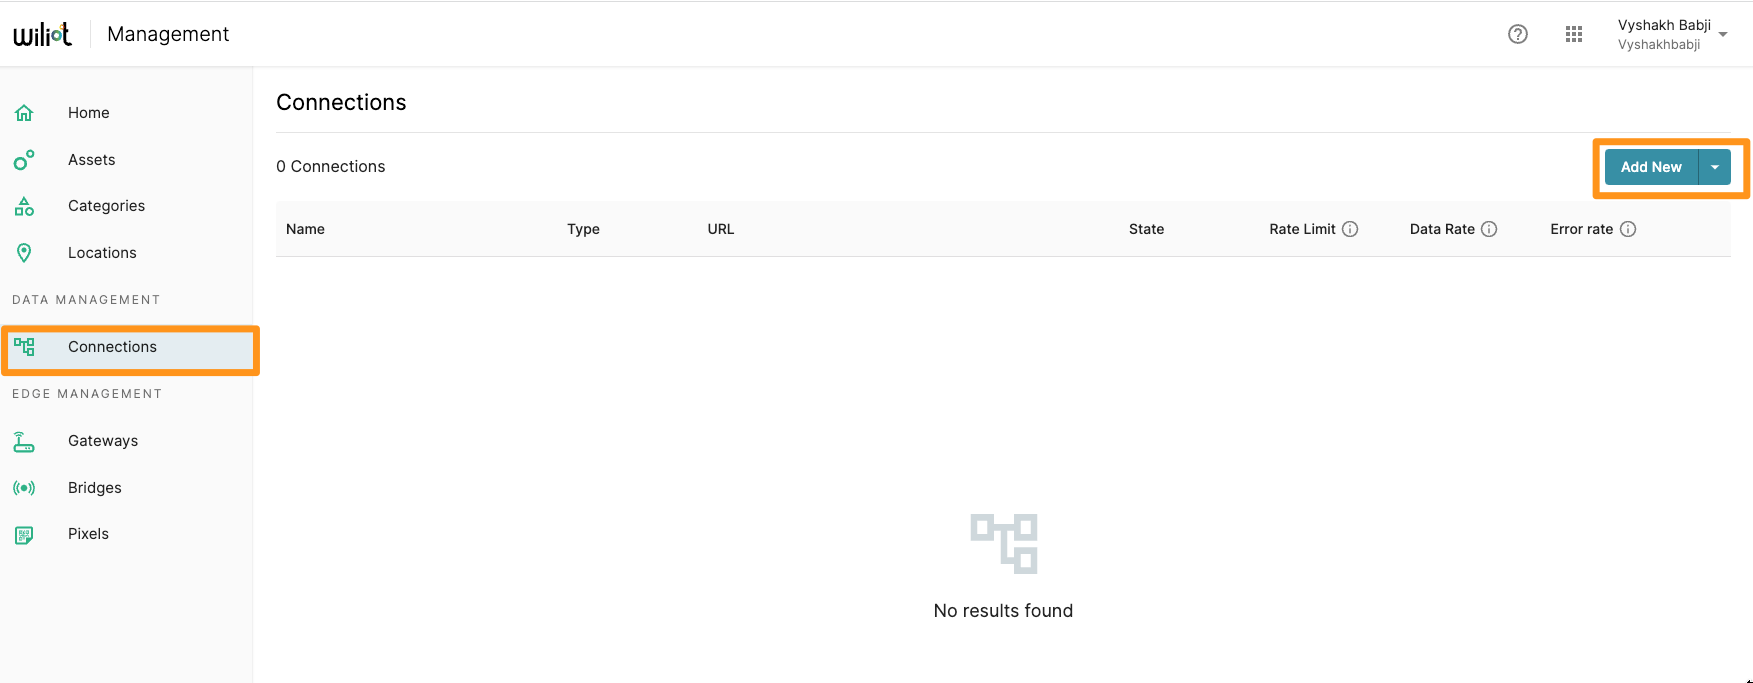 wiliot
Management
Vyshakh Babji
Vyshakhbabji
Home
Assets
Categories
Locations
DATA MANAGEMENT
Connections
EDGE MANAGEMENT
Gateways
Bridges
Pixels
Connections
0 Connections
Add New
Name Type URL State Rate Limit Data Rate Error rate
No results found